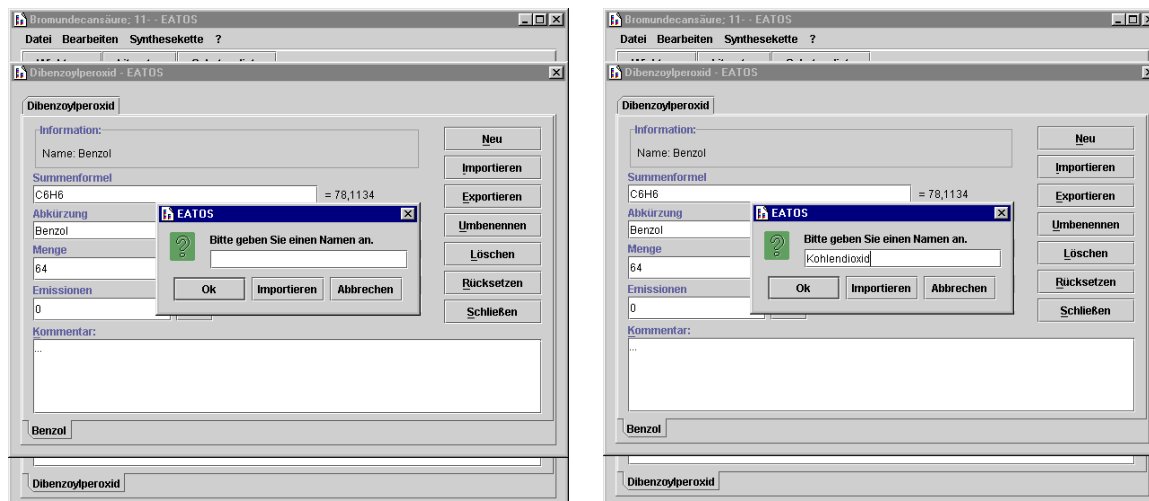 Bromundecansäure; 11- - EATOS
Datei Bearbeiten Synthesekette ?
Dibenzoylperoxid - EATOS
Dibenzoylperoxid
Information:
Name: Benzol
Summenformel
C6H6 = 78,1134
Abkürzung
Benzol
Menge
64
Emissionen
0
Kommentar:
...
Neu
Importieren
Exportieren
Umbenennen
Löschen
Rücksetzen
Schließen
EATOS
Bitte geben Sie einen Namen an.
Ok Importieren Abbrechen
Benzol
Dibenzoylperoxid
Bromundecansäure; 11- - EATOS
Datei Bearbeiten Synthesekette ?
Dibenzoylperoxid - EATOS
Dibenzoylperoxid
Information:
Name: Benzol
Summenformel
C6H6 = 78,1134
Abkürzung
Benzol
Menge
64
Emissionen
0
Kommentar:
...
Neu
Importieren
Exportieren
Umbenennen
Löschen
Rücksetzen
Schließen
EATOS
Bitte geben Sie einen Namen an.
Kohlendioxid
Ok Importieren Abbrechen
Benzol
Dibenzoylperoxid